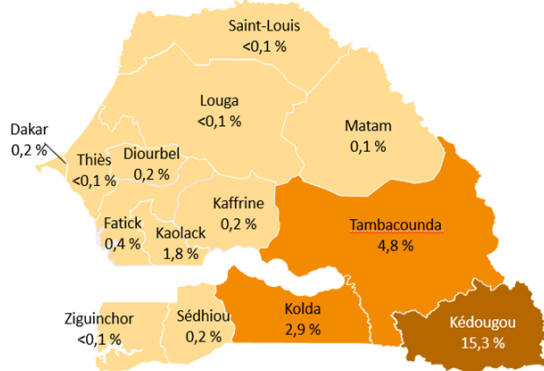 Saint-Louis
<0,1 %
Louga
<0,1 %
Matam
0,1 %
Dakar
0,2 %
Thiès
<0,1 %
Diourbel
0,2 %
Kaffrine
0,2 %
Fatick
0,4 %
Kaolack
1,8 %
Tambacounda
4,8 %
Ziguinchor
<0,1 %
Sédhiou
0,2 %
Kolda
2,9 %
Kédougou
15,3 %